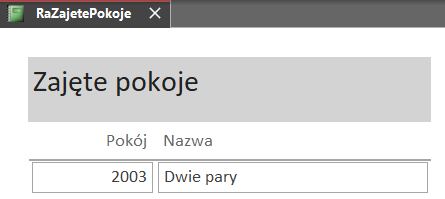 RaZajetePokoje
Zajęte pokoje
Pokój Nazwa
2003 Dwie pary